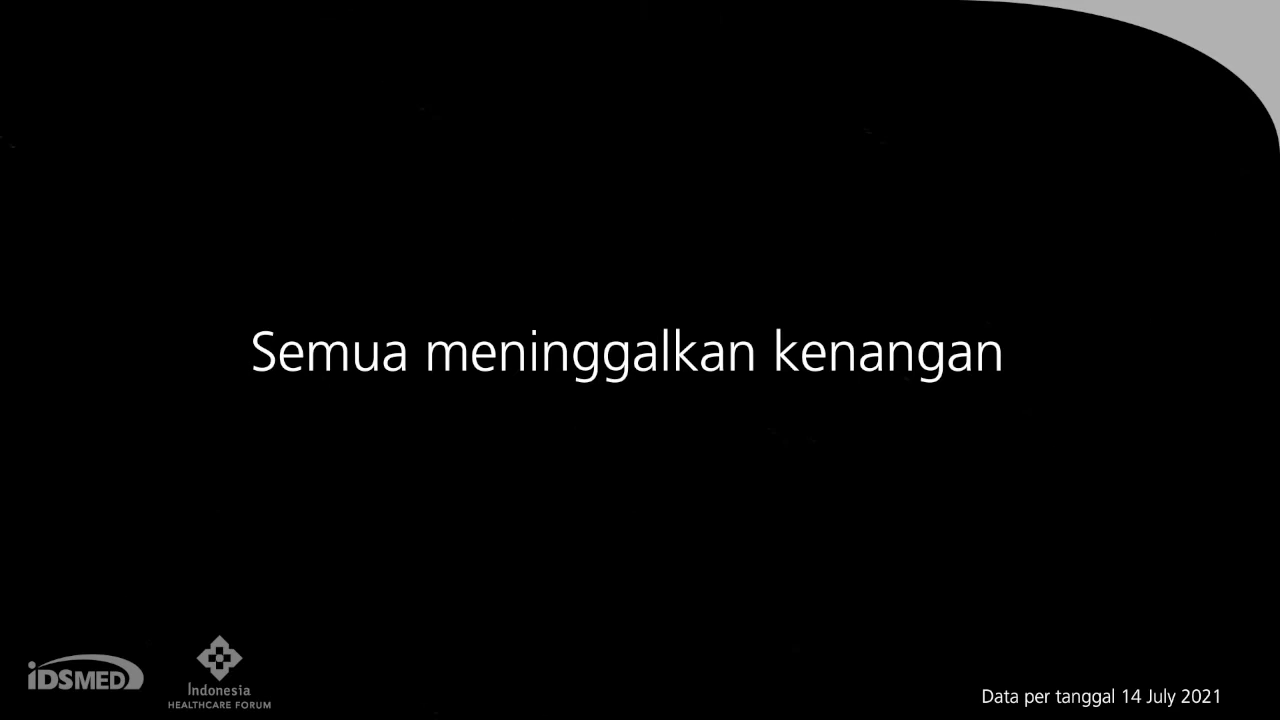 Semua meninggalkan kenangan
iDSMED
Indonesia
HEALTHCARE FORUM
Data per tanggal 14 July 2021